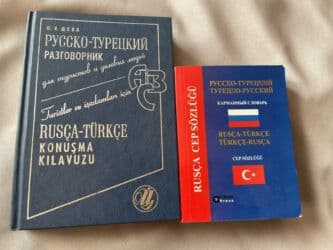 Ю. В. ЩЕКА
РУССКО-ТУРЕЦКИЙ
РАЗГОВОРНИК
для туристов и деловых людей
Turistler ve işadamları için
RUSÇA-TÜRKÇE
KONUŞMA
KILAVUZU
RUSÇA CEP SÖZLÜĞÜ
РУССКО-ТУРЕЦКИЙ
ТУРЕЦКО-РУССКИЙ
КАРМАННЫЙ СЛОВАРЬ
RUSÇA-TÜRKÇE
TÜRKÇE-RUSÇA
CEP SÖZLÜĞÜ